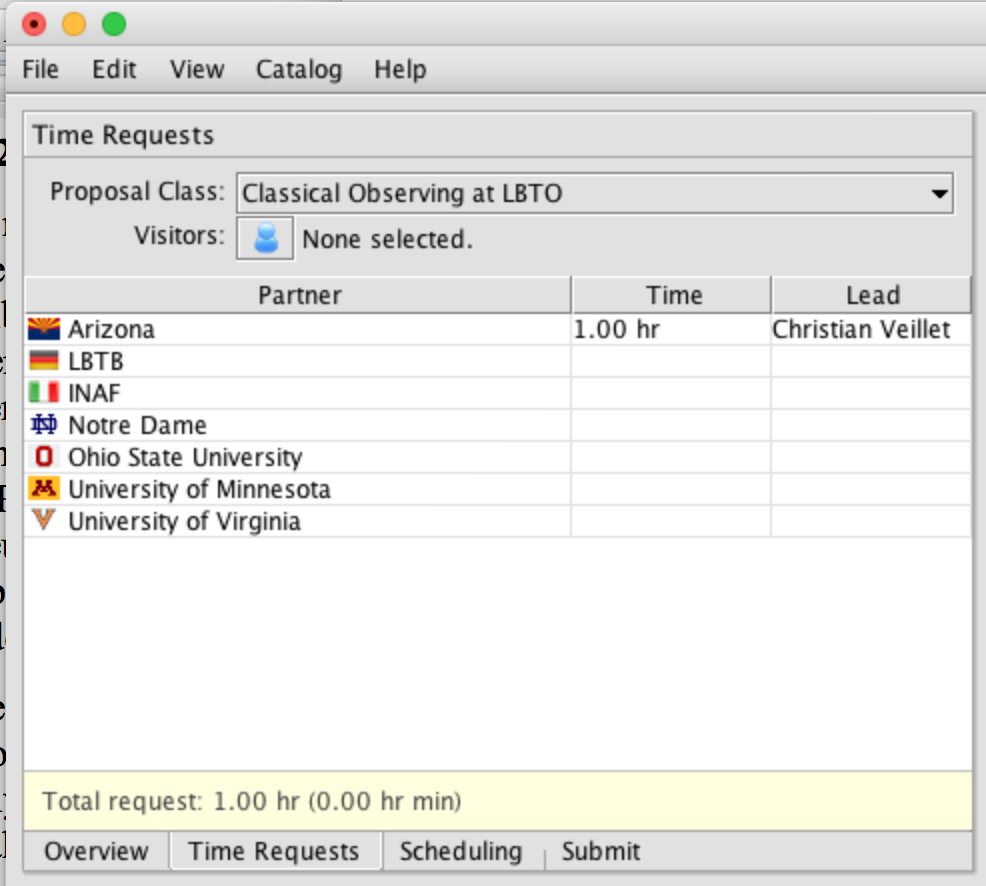 File Edit View Catalog Help
Time Requests
Proposal Class: Classical Observing at LBTO
Visitors: None selected.
Partner Time Lead
Arizona 1.00 hr Christian Veillet
LBTB
INAF
Notre Dame
Ohio State University
University of Minnesota
University of Virginia
Total request: 1.00 hr (0.00 hr min)
Overview Time Requests Scheduling Submit